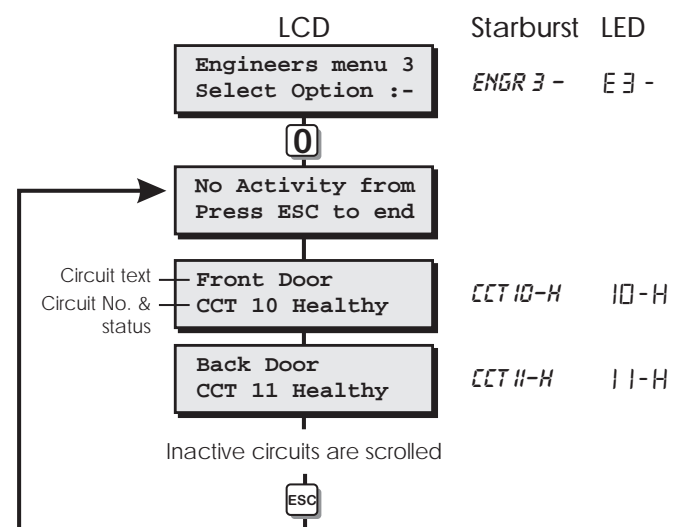 LCD Starburst LED
Engineers menu 3
Select Option :-
ENGR 3 - E3 -
0
No Activity from
Press ESC to end
Circuit text
Circuit No. &
status
Front Door
CCT 10 Healthy
CCT 10-H 10-H
Back Door
CCT 11 Healthy
CCT 11-H 11-H
Inactive circuits are scrolled
ESC